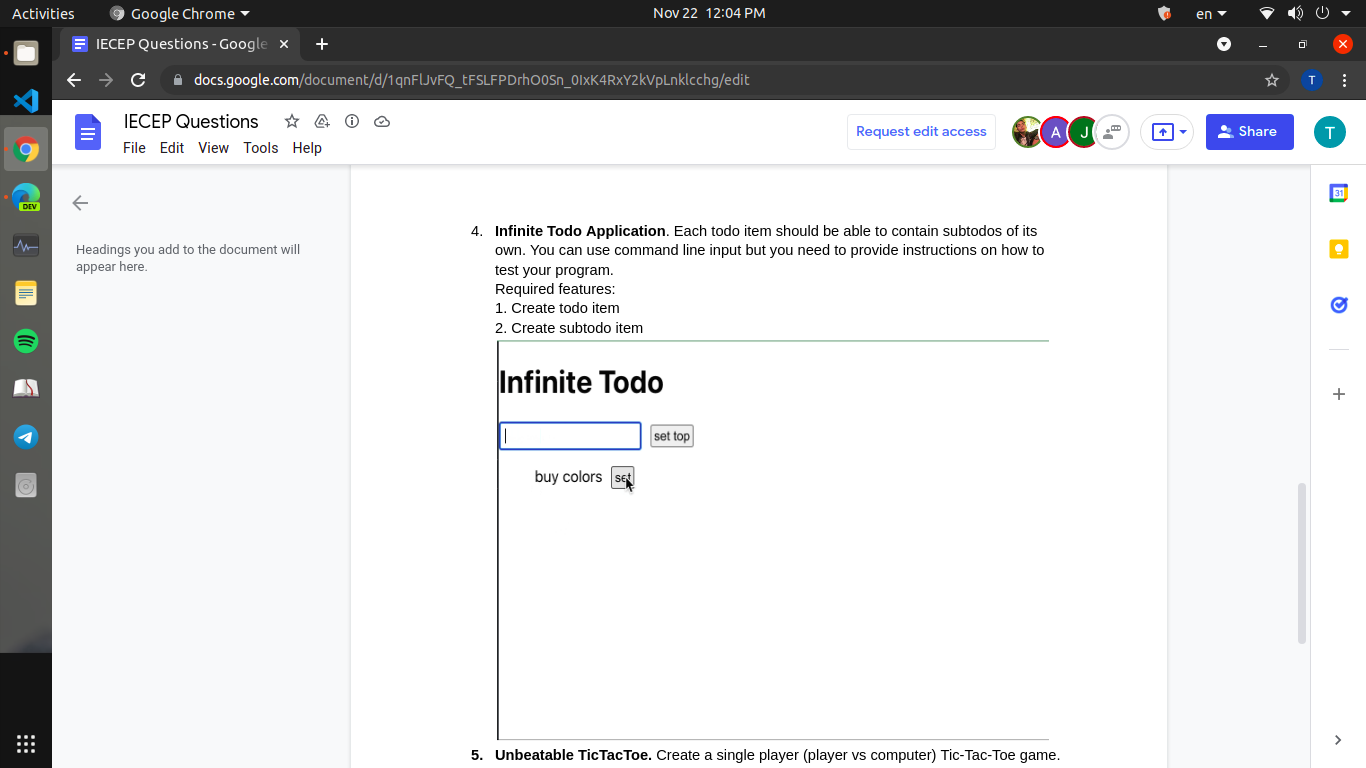 Activities
Google Chrome
Nov 22 12:04 PM
en
IECEP Questions - Google
docs.google.com/document/d/1qnFlJvFQ_tFSLFPDrhO0Sn_0IxK4RxY2kVpLnklcchg/edit
T
IECEP Questions
File Edit View Tools Help
Request edit access
A
J
Share
T
DEV
31
Headings you add to the document will
appear here.
4. Infinite Todo Application. Each todo item should be able to contain subtodos of its
own. You can use command line input but you need to provide instructions on how to
test your program.
Required features:
1. Create todo item
2. Create subtodo item
Infinite Todo
set top
buy colors set
5. Unbeatable TicTacToe. Create a single player (player vs computer) Tic-Tac-Toe game.